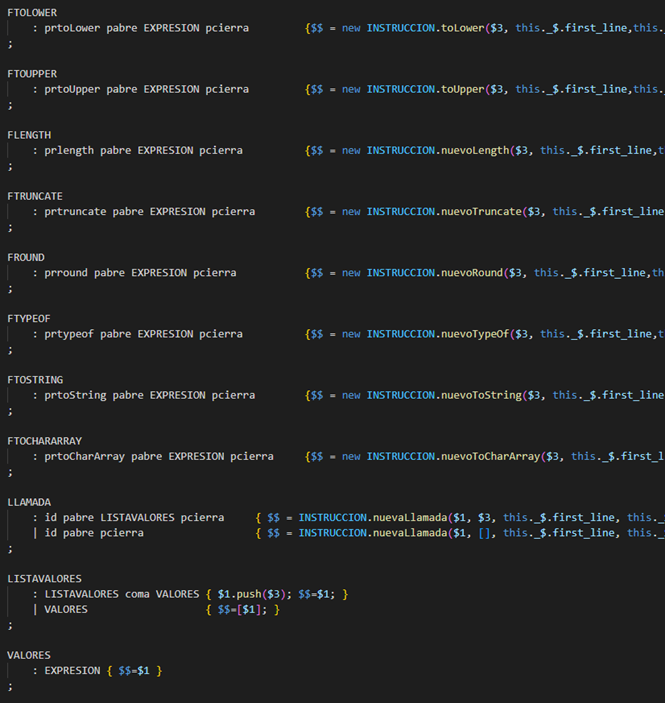 FTOLOWER
: prtoLower pabre EXPRESION pcierra {$$ = new INSTRUCCION.toLower($3, this._$.first_line,this._
;
FTOUPPER
: prtoUpper pabre EXPRESION pcierra {$$ = new INSTRUCCION.toUpper($3, this._$.first_line,this._
;
FLENGTH
: prlength pabre EXPRESION pcierra {$$ = new INSTRUCCION.nuevoLength($3, this._$.first_line,t
;
FTRUNCATE
: prtruncate pabre EXPRESION pcierra {$$ = new INSTRUCCION.nuevoTruncate($3, this._$.first_line
;
FROUND
: prround pabre EXPRESION pcierra {$$ = new INSTRUCCION.nuevoRound($3, this._$.first_line,th
;
FTYPEOF
: prtypeof pabre EXPRESION pcierra {$$ = new INSTRUCCION.nuevoTypeOf($3, this._$.first_line,t
;
FTOSTRING
: prtoString pabre EXPRESION pcierra {$$ = new INSTRUCCION.nuevoToString($3, this._$.first_line
;
FTOCHARARRAY
: prtoCharArray pabre EXPRESION pcierra {$$ = new INSTRUCCION.nuevoToCharArray($3, this._$.first_l
;
LLAMADA
: id pabre LISTAVALORES pcierra { $$ = INSTRUCCION.nuevaLlamada($1, $3, this._$.first_line, this._
| id pabre pcierra { $$ = INSTRUCCION.nuevaLlamada($1, [], this._$.first_line, this._
;
LISTAVALORES
: LISTAVALORES coma VALORES { $1.push($3); $$=$1; }
| VALORES { $$=[$1]; }
;
VALORES
: EXPRESION { $$=$1 }
;